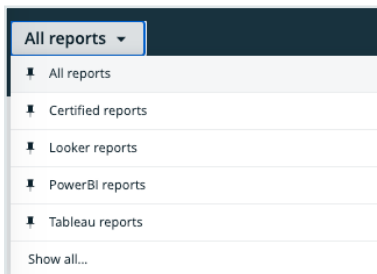 All reports
All reports
Certified reports
Looker reports
PowerBI reports
Tableau reports
Show all...